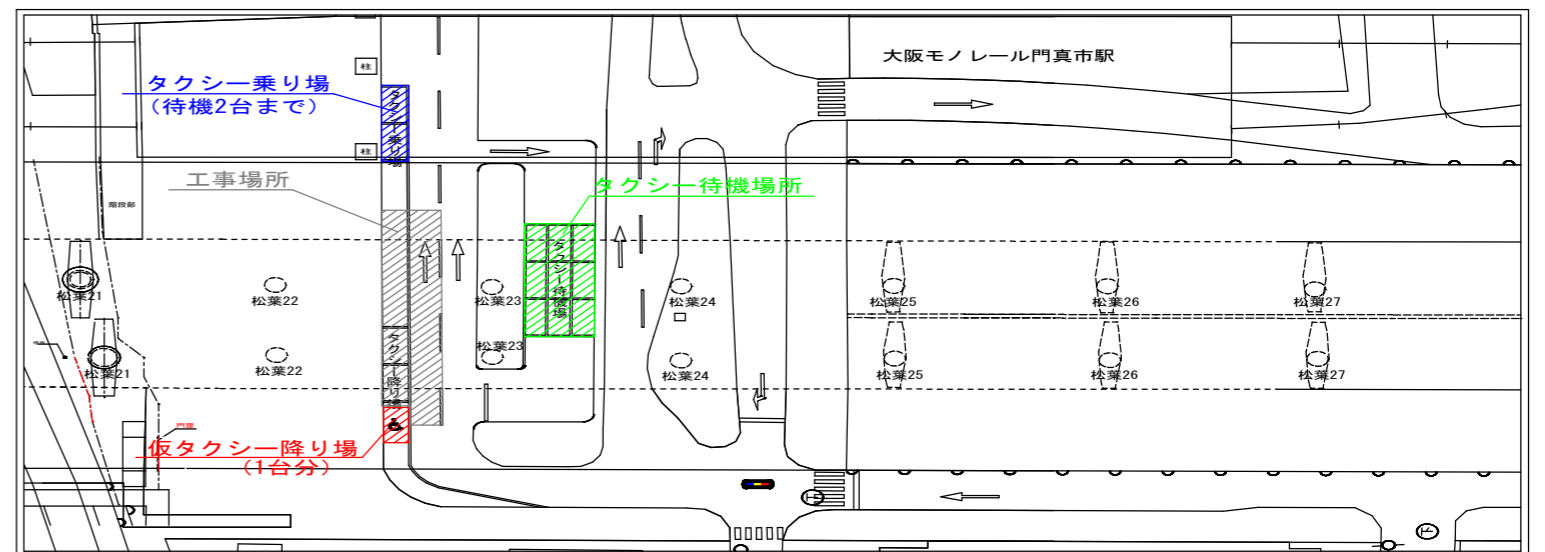 大阪モノレール門真市駅
柱
タクシー乗り場
(待機2台まで)
タクシー乗り場
柱
工事場所
タクシー待機場所
階段部
タクシー待機場
松葉21
松葉22
松葉23
松葉24
松葉25
松葉26
松葉27
松葉23
松葉21
松葉22
松葉24
松葉25
松葉26
松葉27
タクシー降り場
門扉
仮タクシー降り場
(1台分)